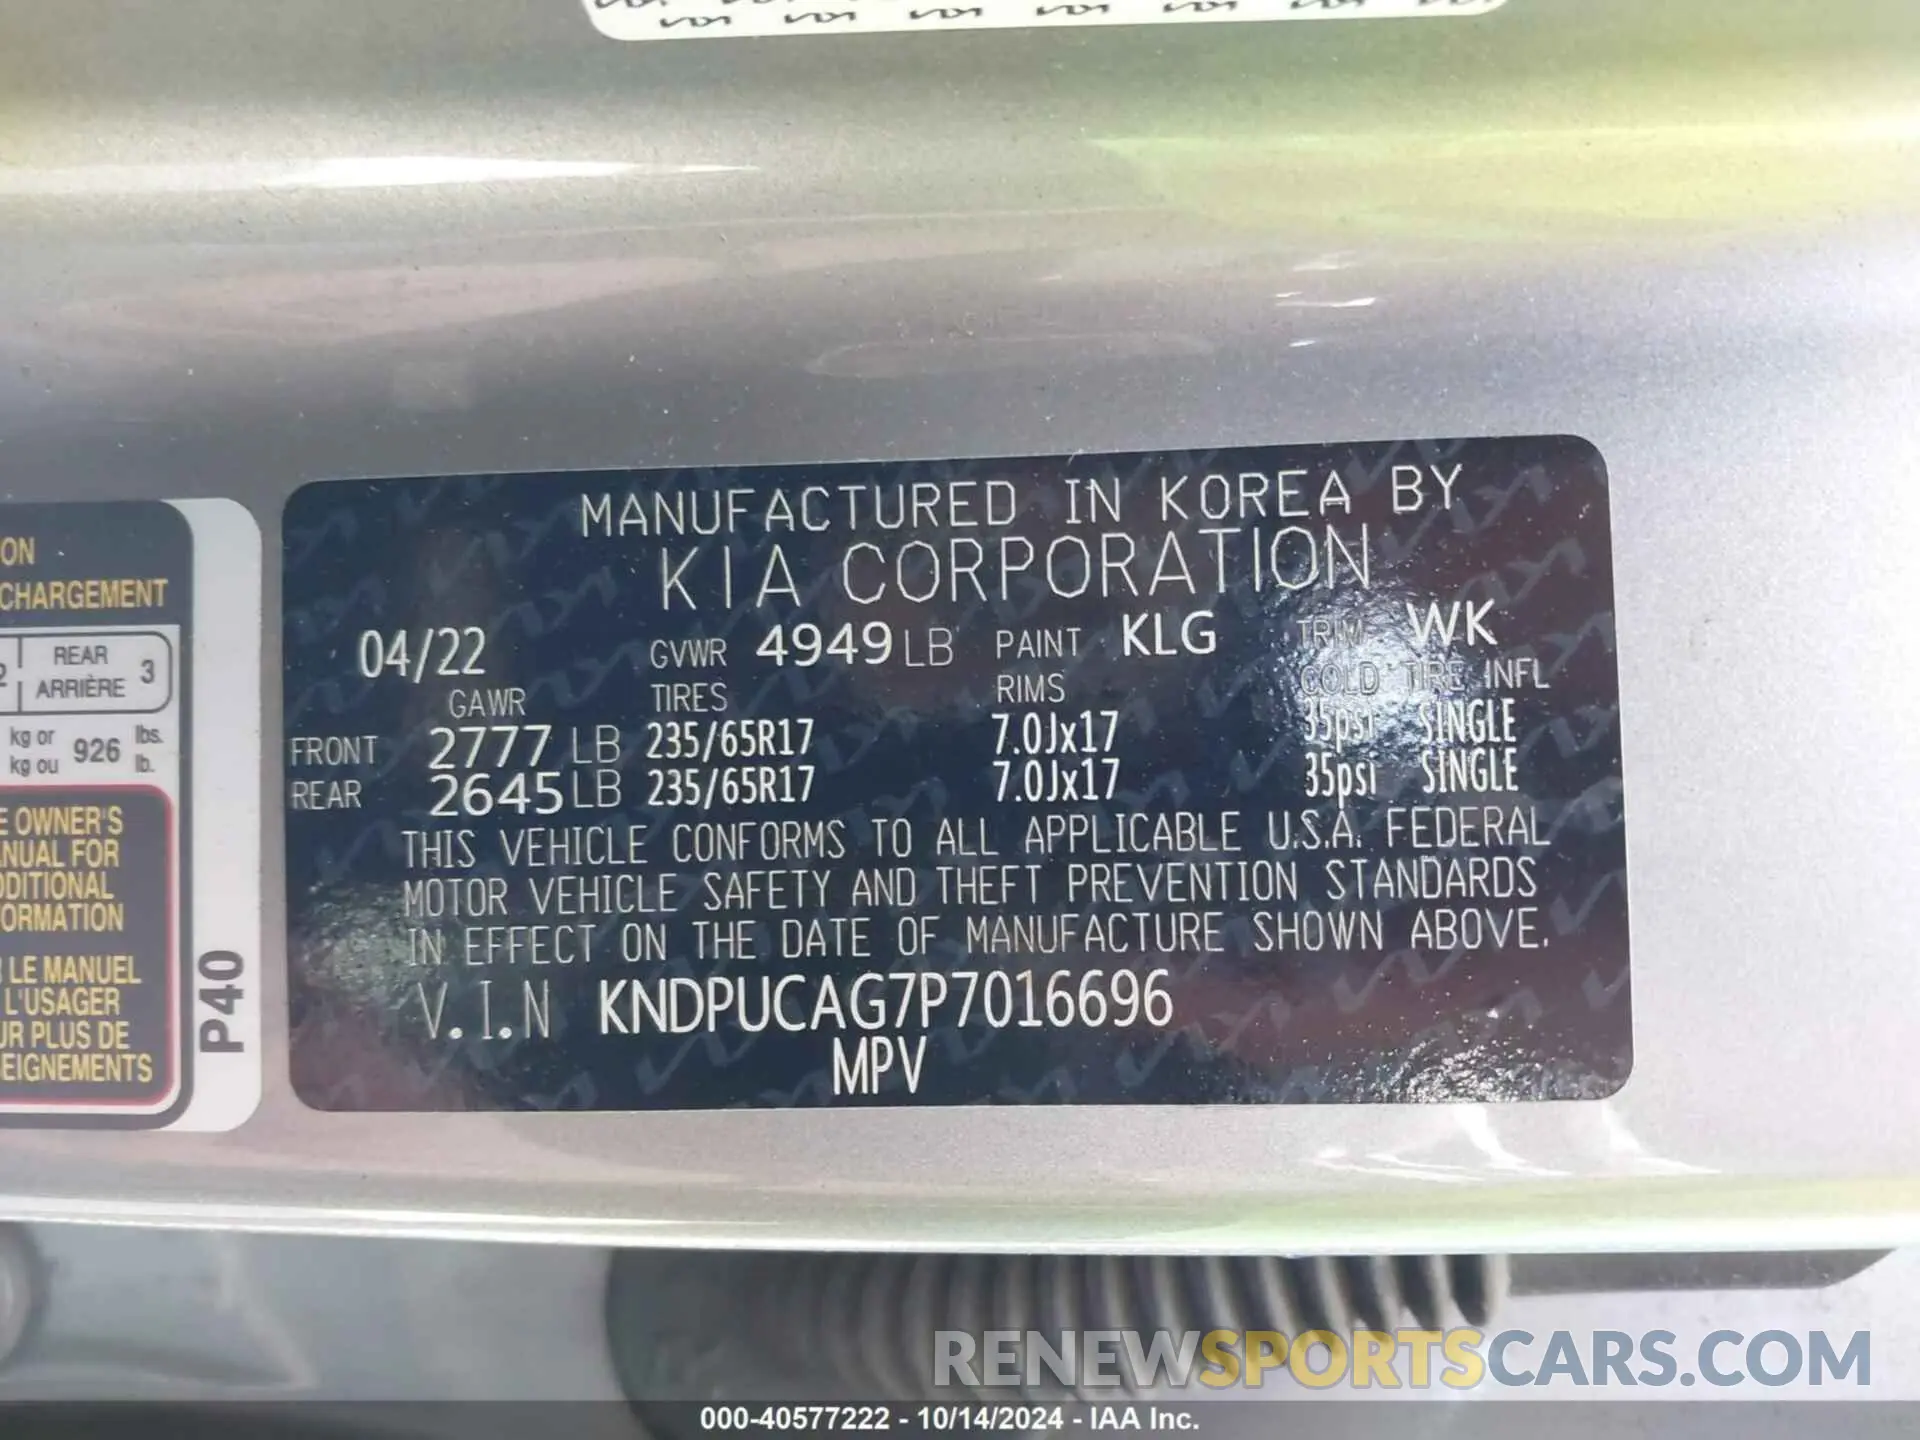 ON
CHARGEMENT
2 REAR ARRIÈRE 3
kg or kg ou 926 lbs. lb.
E OWNER'S
ANUAL FOR
DDITIONAL
FORMATION
LE MANUEL
L'USAGER
UR PLUS DE
SEIGNEMENTS
P40
MANUFACTURED IN KOREA BY
KIA CORPORATION
04/22 GVWR 4949 LB PAINT KLG TRIM WK
GAWR TIRES RIMS COLD TIRE INFL
FRONT 2777 LB 235/65R17 7.0Jx17 35psi SINGLE
REAR 2645 LB 235/65R17 7.0Jx17 35psi SINGLE
THIS VEHICLE CONFORMS TO ALL APPLICABLE U.S.A. FEDERAL
MOTOR VEHICLE SAFETY AND THEFT PREVENTION STANDARDS
IN EFFECT ON THE DATE OF MANUFACTURE SHOWN ABOVE.
V.I.N KNDPUCAG7P7016696
MPV
RENEWSPORTSCARS.COM
000-40577222 - 10/14/2024 - IAA Inc.